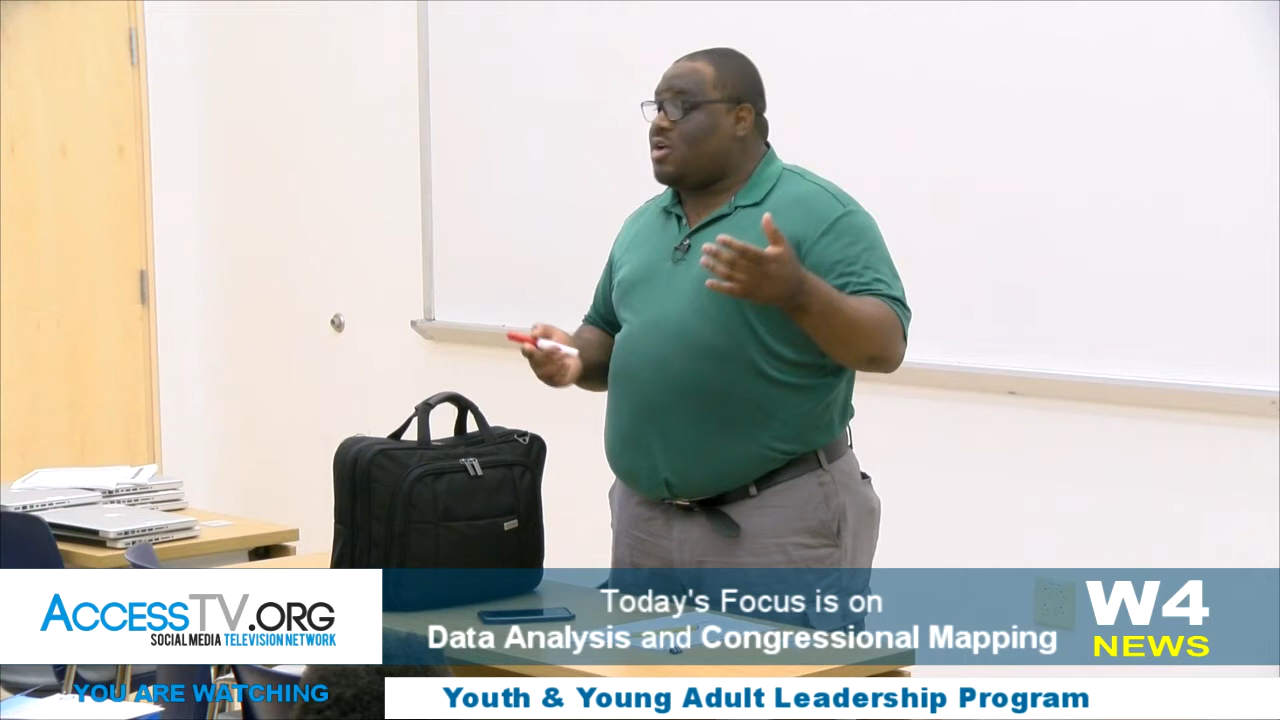 Today's Focus is on
Data Analysis and Congressional Mapping
W4
NEWS
ACCESSTV.ORG
SOCIAL MEDIA TELEVISION NETWORK
YOU ARE WATCHING
Youth & Young Adult Leadership Program